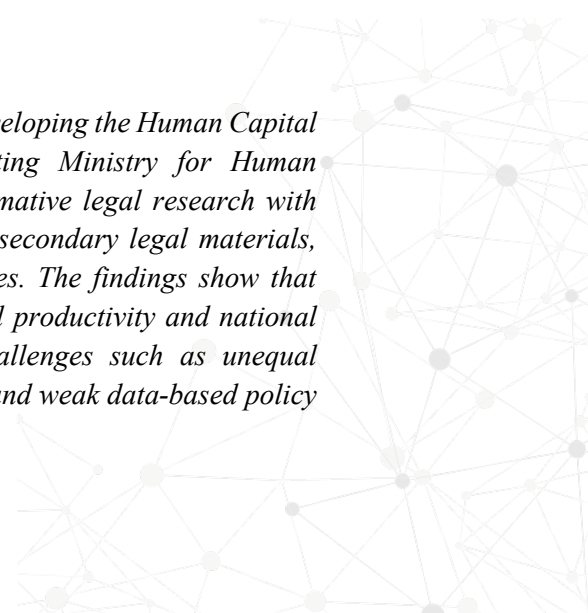 eloping the Human Capital
ting Ministry for Human
mative legal research with
secondary legal materials,
es. The findings show that
l productivity and national
allenges such as unequal
and weak data-based policy